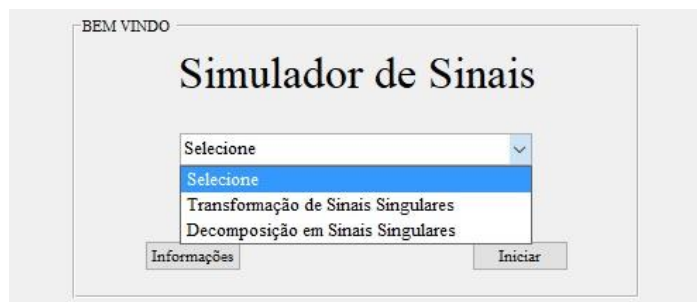 BEM VINDO
Simulador de Sinais
Selecione
Selecione
Transformação de Sinais Singulares
Decomposição em Sinais Singulares
Informações Iniciar